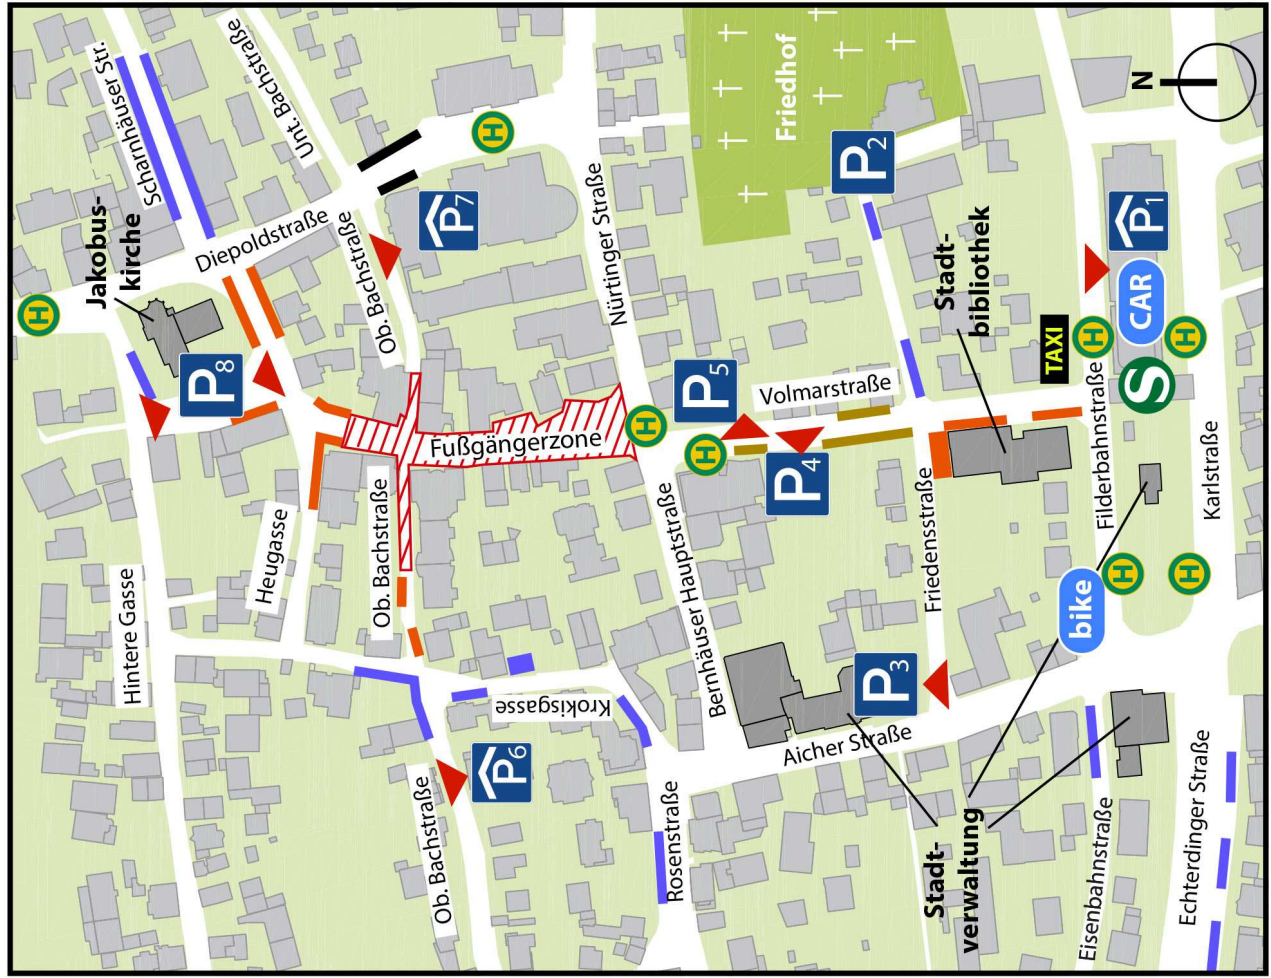 H
Jakobus-
kirche
Scharnhäuser Str.
Hintere Gasse
P8
Diepoldstraße
Unt. Bachstraße
Heugasse
Ob. Bachstraße
Ob. Bachstraße
Ob. Bachstraße
P7
H
P6
Krokisgasse
Fußgängerzone
Nürtinger Straße
H
Rosenstraße
Bernhäuser Hauptstraße
H
P5
P4
Volmarstraße
Friedhof
P2
Aicher Straße
P3
Friedensstraße
Stadt-
bibliothek
Stadt-
verwaltung
TAXI
bike
H
H
Filderbahnstraße
Eisenbahnstraße
CAR
P1
S
N
H
H
Karlstraße
Echterdinger Straße